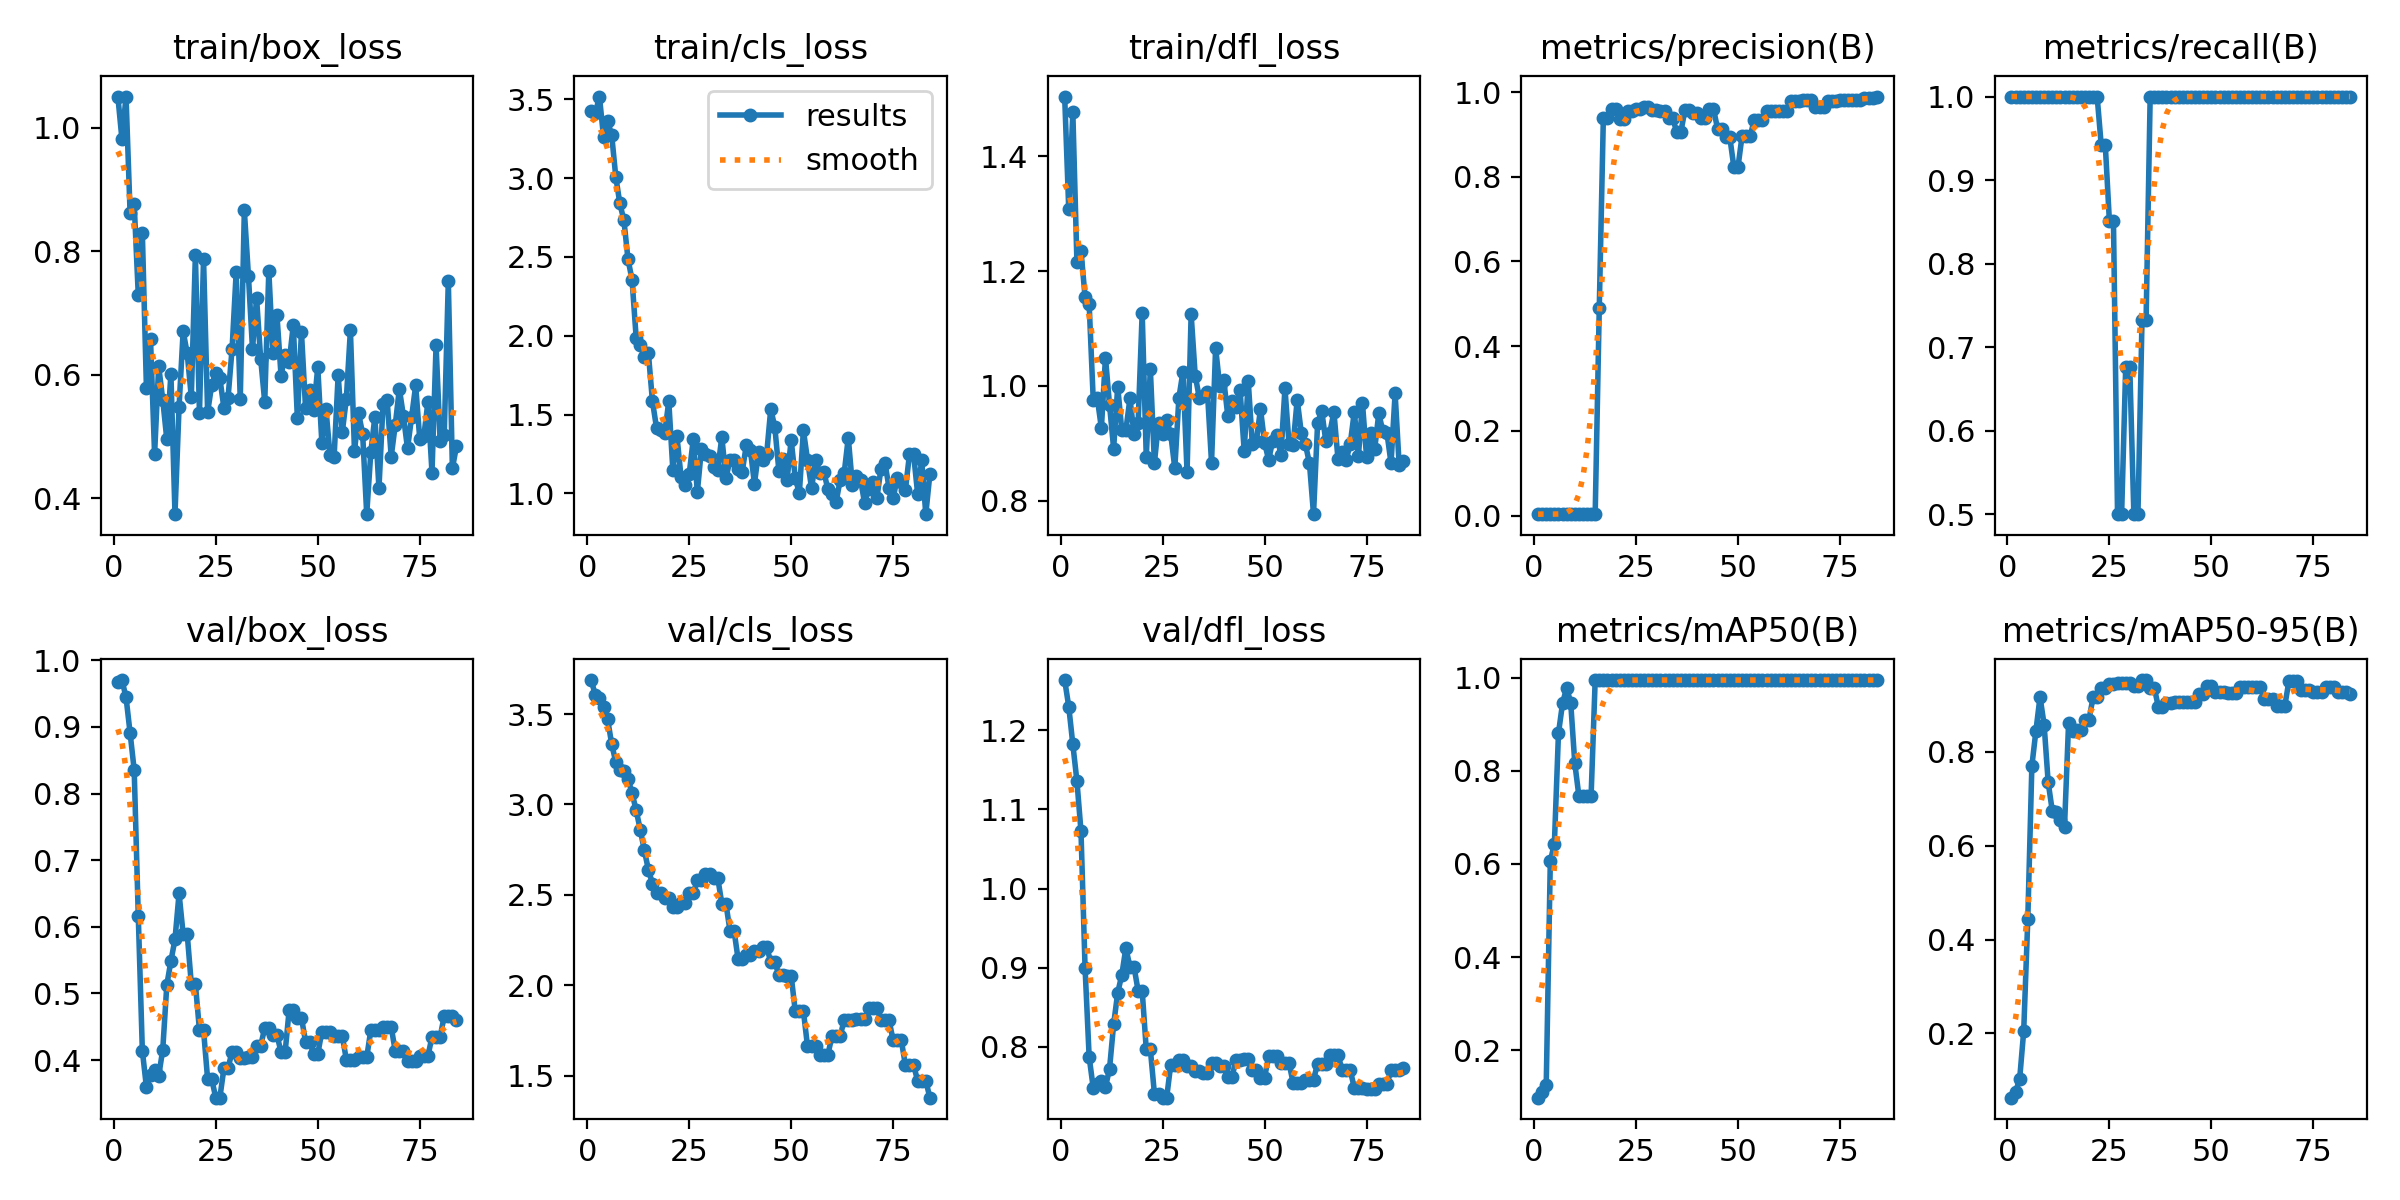 train/box_loss
train/cls_loss
train/dfl_loss
metrics/precision(B)
metrics/recall(B)
1.0
0.8
0.6
0.4
0 25 50 75
3.5
3.0
2.5
2.0
1.5
1.0
results
smooth
0 25 50 75
1.4
1.2
1.0
0.8
0 25 50 75
1.0
0.8
0.6
0.4
0.2
0.0
0 25 50 75
1.0
0.9
0.8
0.7
0.6
0.5
0 25 50 75
val/box_loss
val/cls_loss
val/dfl_loss
metrics/mAP50(B)
metrics/mAP50-95(B)
1.0
0.9
0.8
0.7
0.6
0.5
0.4
0 25 50 75
3.5
3.0
2.5
2.0
1.5
0 25 50 75
1.2
1.1
1.0
0.9
0.8
0 25 50 75
1.0
0.8
0.6
0.4
0.2
0 25 50 75
0.8
0.6
0.4
0.2
0 25 50 75